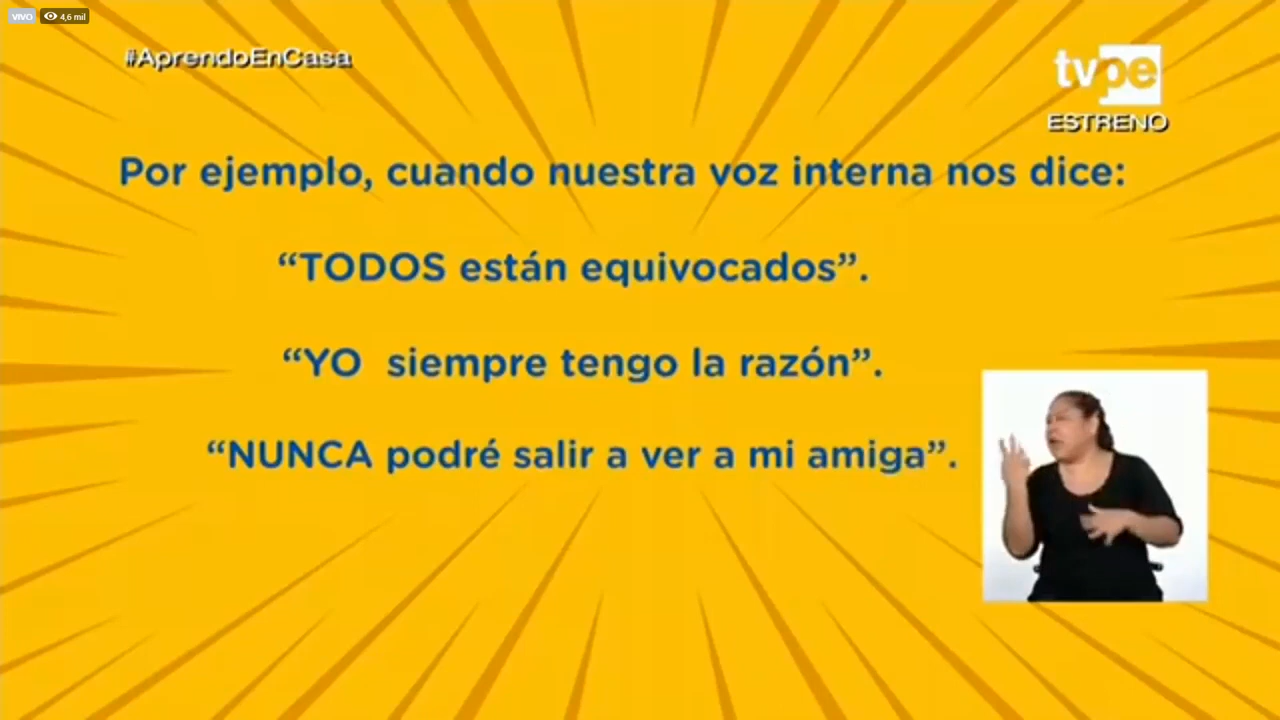 VIVO 4,6 mil
#AprendoEnCasa
tvpe
ESTRENO
Por ejemplo, cuando nuestra voz interna nos dice:
“TODOS están equivocados”.
“YO siempre tengo la razón”.
“NUNCA podré salir a ver a mi amiga”.